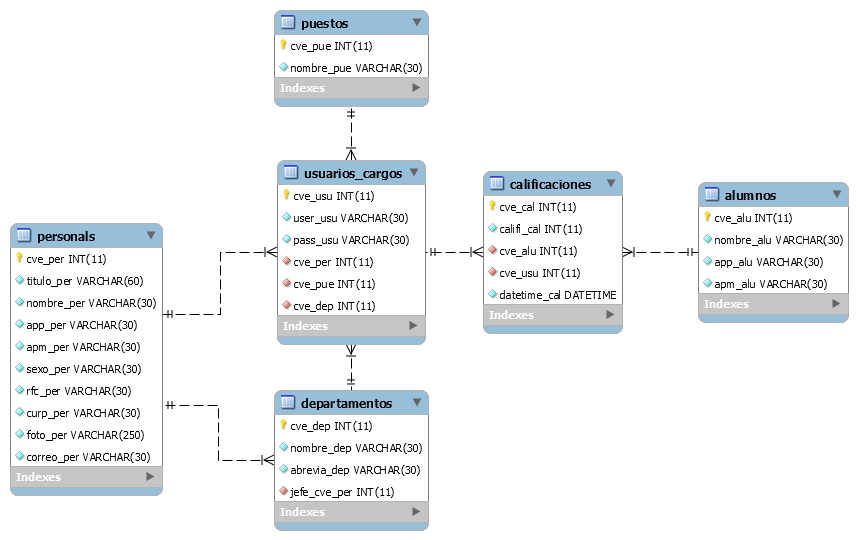 puestos
cve_pue INT(11)
nombre_pue VARCHAR(30)
Indexes
usuarios_cargos
cve_usu INT(11)
user_usu VARCHAR(30)
pass_usu VARCHAR(30)
cve_per INT(11)
cve_pue INT(11)
cve_dep INT(11)
Indexes
calificaciones
cve_cal INT(11)
califi_cal INT(11)
cve_alu INT(11)
cve_usu INT(11)
datetime_cal DATETIME
Indexes
alumnos
cve_alu INT(11)
nombre_alu VARCHAR(30)
app_alu VARCHAR(30)
apm_alu VARCHAR(30)
Indexes
personals
cve_per INT(11)
titulo_per VARCHAR(60)
nombre_per VARCHAR(30)
app_per VARCHAR(30)
apm_per VARCHAR(30)
sexo_per VARCHAR(30)
rfc_per VARCHAR(30)
curp_per VARCHAR(30)
foto_per VARCHAR(250)
correo_per VARCHAR(30)
Indexes
departamentos
cve_dep INT(11)
nombre_dep VARCHAR(30)
abrevia_dep VARCHAR(30)
jefe_cve_per INT(11)
Indexes